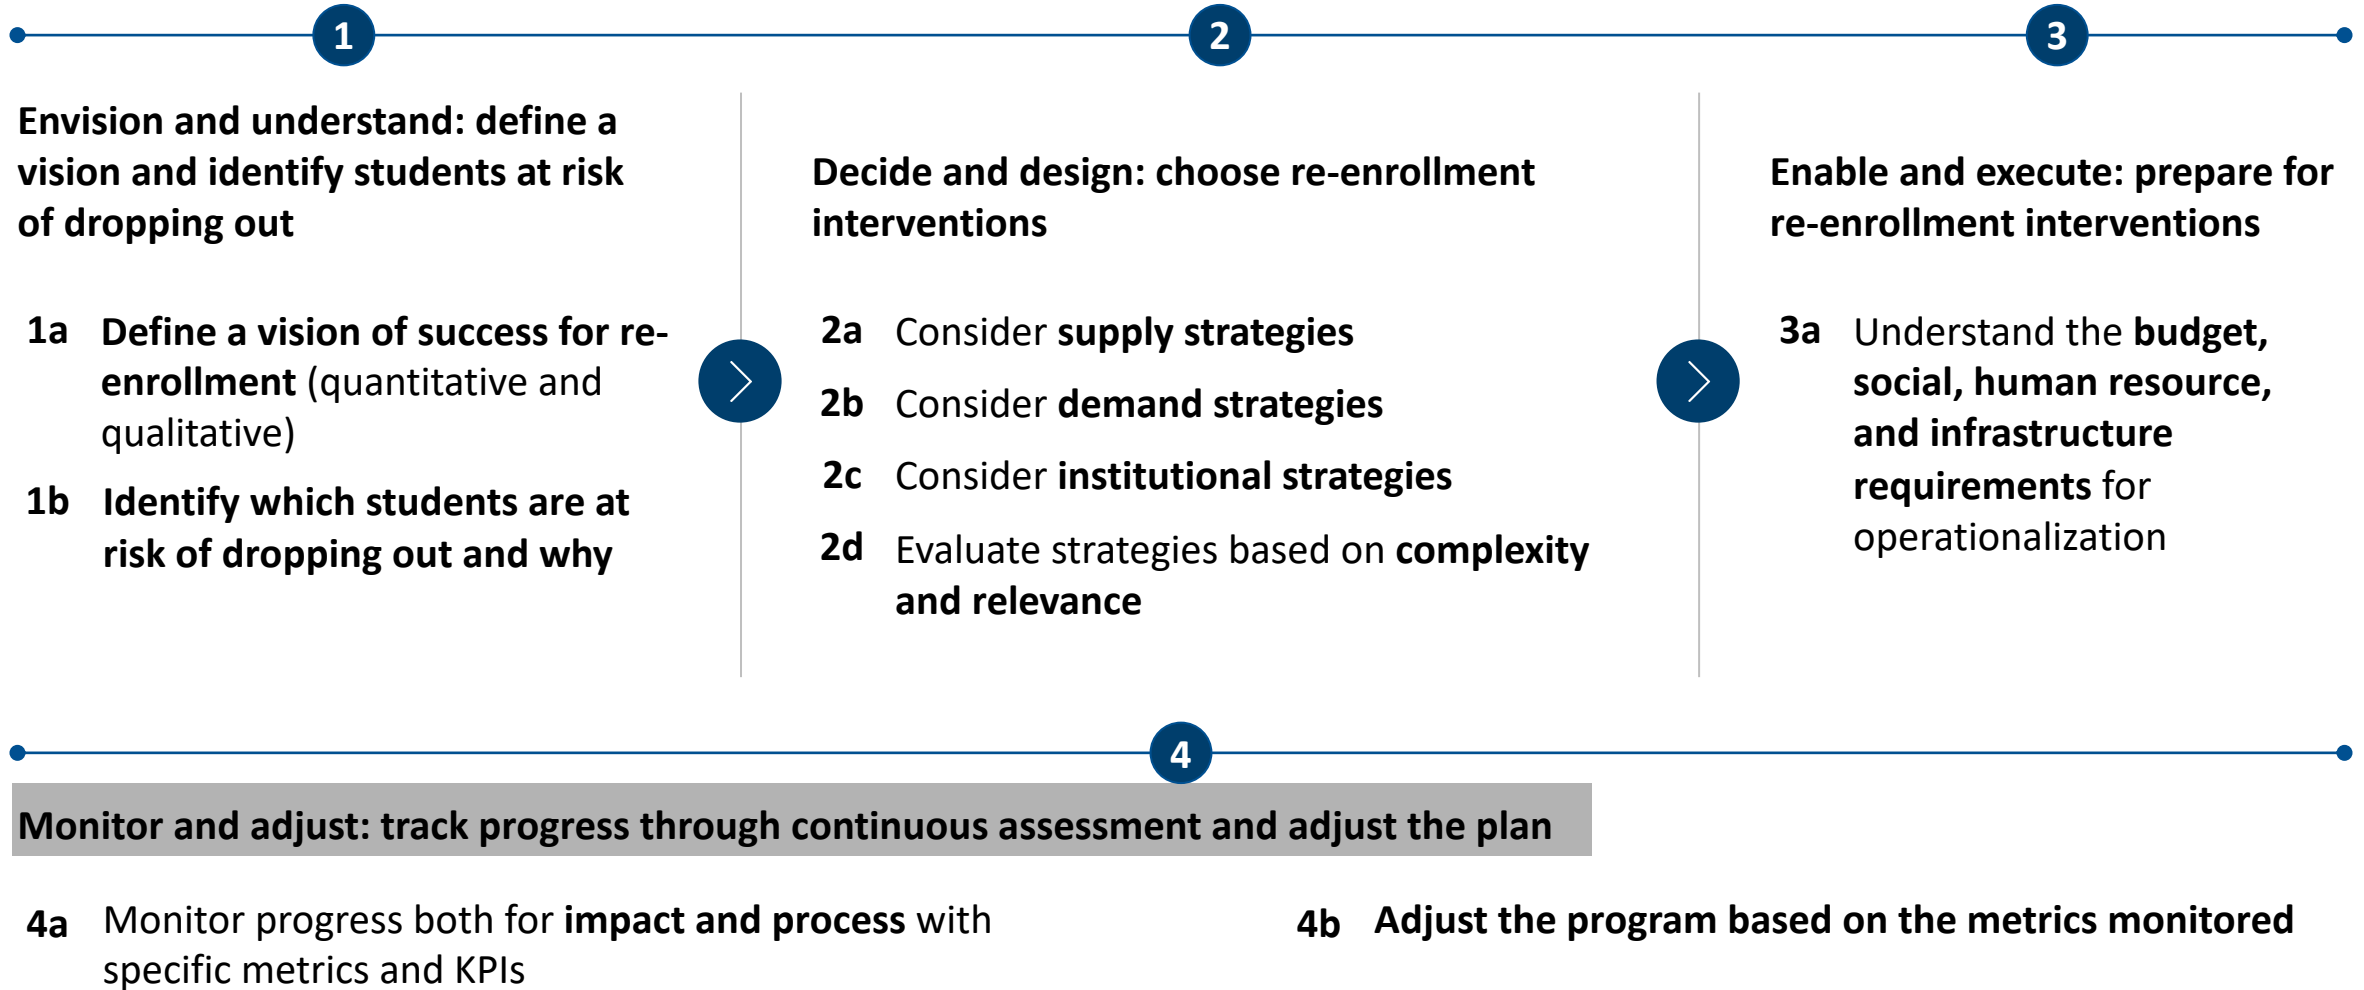 1
2
3
Envision and understand: define a
vision and identify students at risk
of dropping out
1a Define a vision of success for re-
enrollment (quantitative and
qualitative)
1b Identify which students are at
risk of dropping out and why
Decide and design: choose re-enrollment
interventions
2a Consider supply strategies
2b Consider demand strategies
2c Consider institutional strategies
2d Evaluate strategies based on complexity
and relevance
Enable and execute: prepare for
re-enrollment interventions
3a Understand the budget,
social, human resource,
and infrastructure
requirements for
operationalization
4
Monitor and adjust: track progress through continuous assessment and adjust the plan
4a Monitor progress both for impact and process with
specific metrics and KPIs
4b Adjust the program based on the metrics monitored